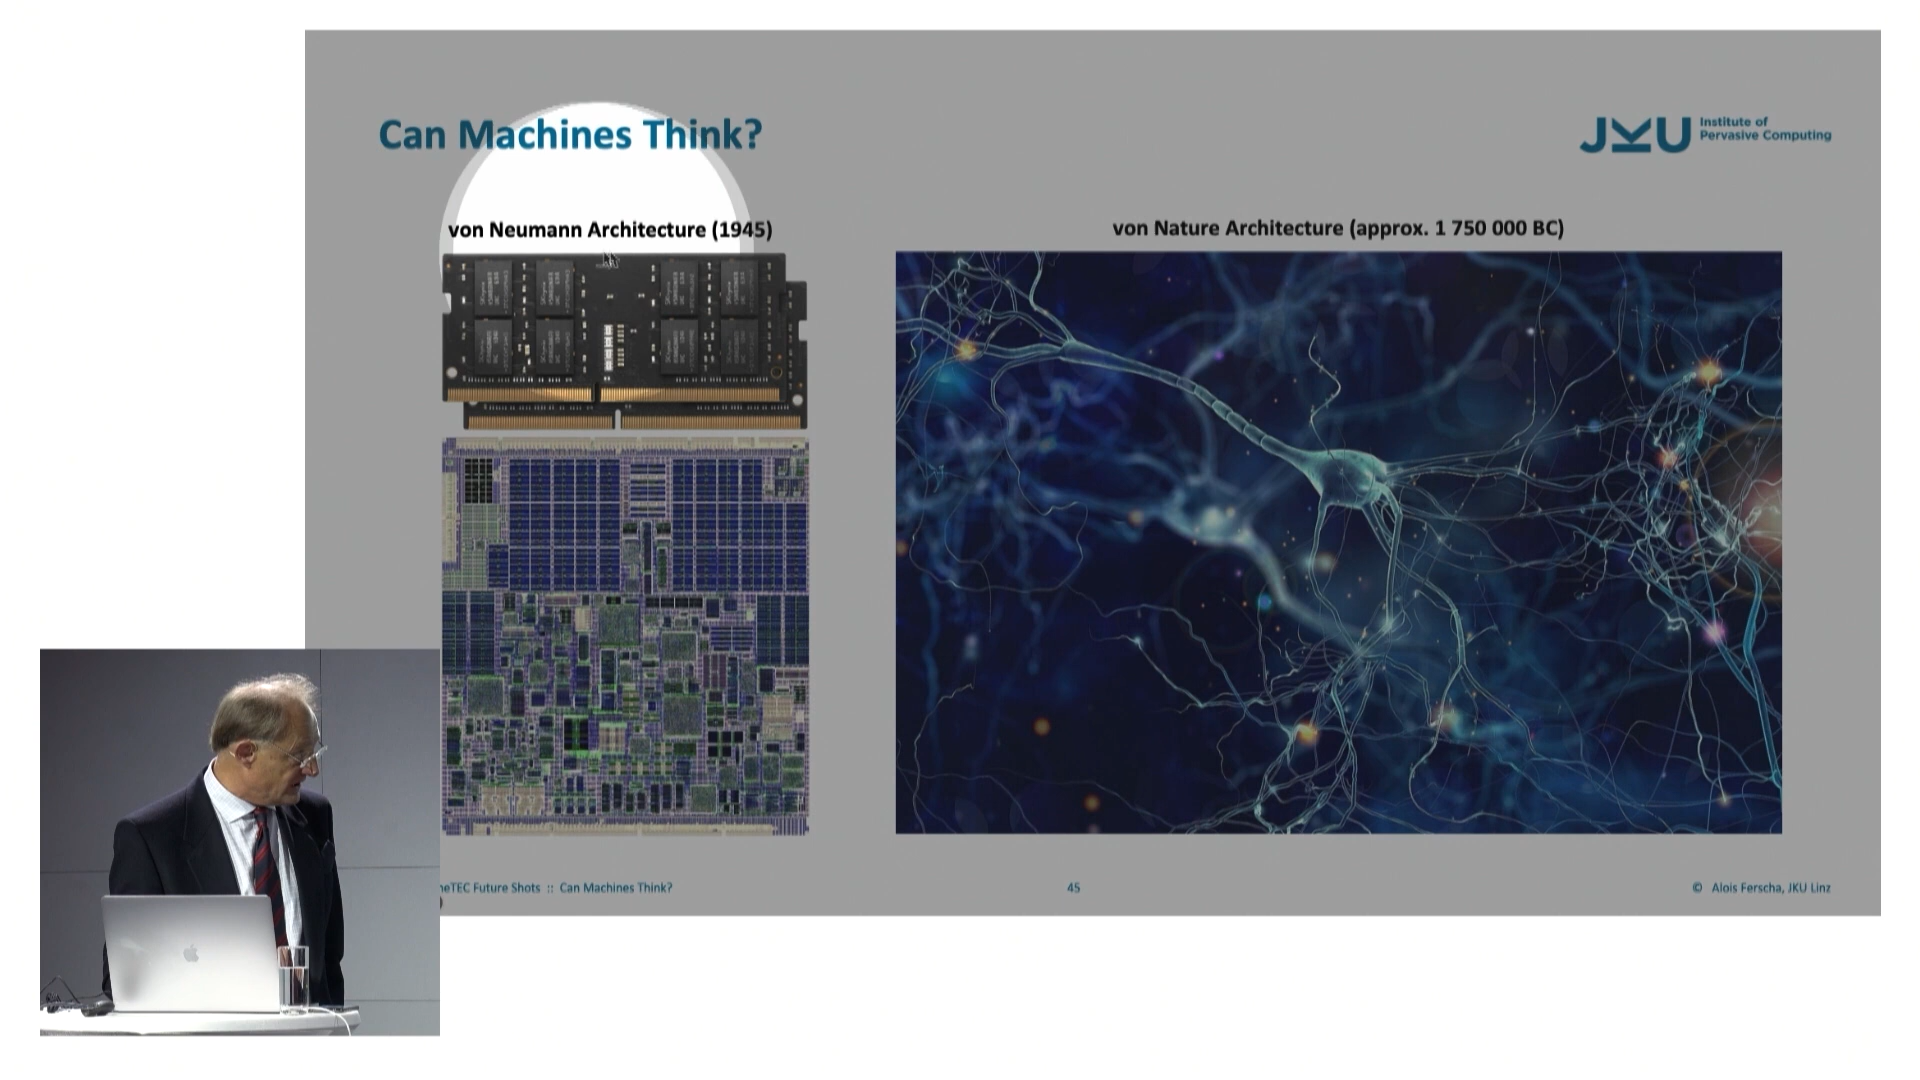 Can Machines Think?
JKU Institute of
Pervasive Computing
von Neumann Architecture (1945)
von Nature Architecture (approx. 1 750 000 BC)
Future Shots :: Can Machines Think?
45
© Alois Ferscha, JKU Linz